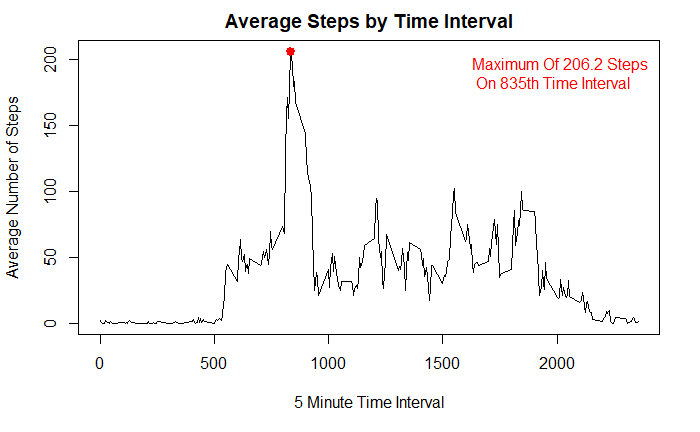 Average Steps by Time Interval
Maximum Of 206.2 Steps
On 835th Time Interval
Average Number of Steps
200
150
100
50
0
0 500 1000 1500 2000
5 Minute Time Interval